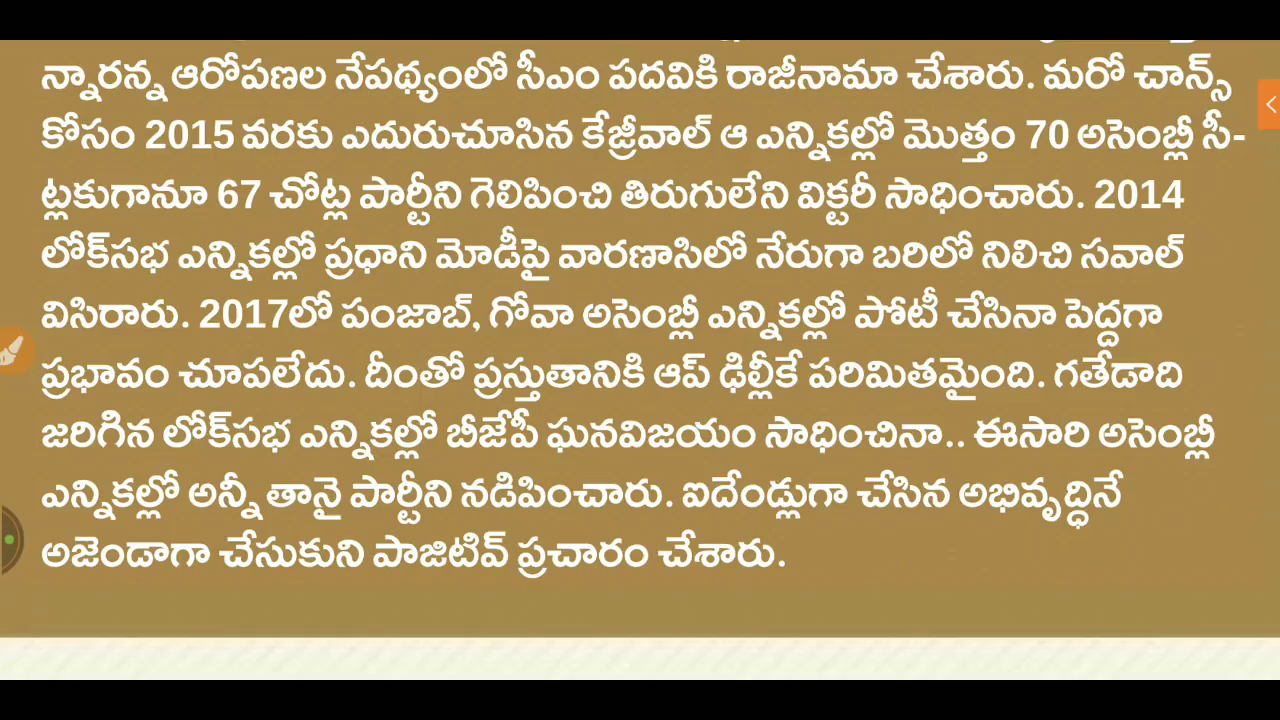 న్నారన్న ఆరోపణల నేపథ్యంలో సీఎం పదవికి రాజీనామా చేశారు. మరో చాన్స్
కోసం 2015 వరకు ఎదురుచూసిన కేజ్రీవాల్ ఆ ఎన్నికల్లో మొత్తం 70 అసెంబ్లీ సీ-
ట్లకుగానూ 67 చోట్ల పార్టీని గెలిపించి తిరుగులేని విక్టరీ సాధించారు. 2014
లోక్‌సభ ఎన్నికల్లో ప్రధాని మోడీపై వారణాసిలో నేరుగా బరిలో నిలిచి సవాల్
విసిరారు. 2017లో పంజాబ్, గోవా అసెంబ్లీ ఎన్నికల్లో పోటీ చేసినా పెద్దగా
ప్రభావం చూపలేదు. దీంతో ప్రస్తుతానికి ఆప్ ఢిల్లీకే పరిమితమైంది. గతేడాది
జరిగిన లోక్‌సభ ఎన్నికల్లో బీజేపీ ఘనవిజయం సాధించినా.. ఈసారి అసెంబ్లీ
ఎన్నికల్లో అన్నీ తానై పార్టీని నడిపించారు. ఐదేండ్లుగా చేసిన అభివృద్ధినే
అజెండాగా చేసుకుని పాజిటివ్ ప్రచారం చేశారు.